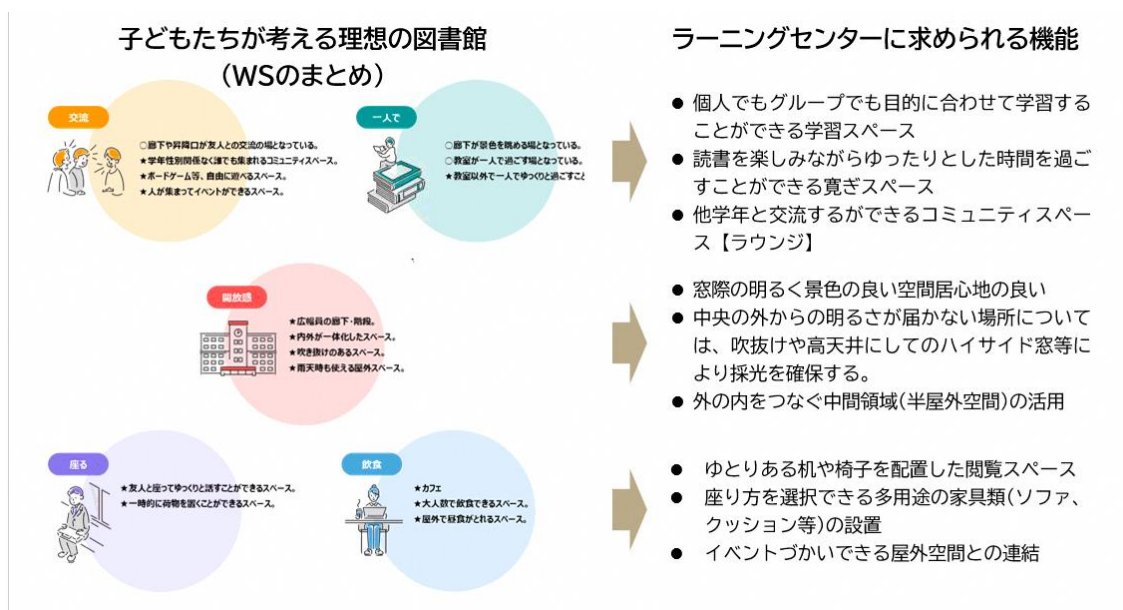 子どもたちが考える理想の図書館
（WSのまとめ）
交流
○廊下や昇降口が友人との交流の場となっている。
★学年性別関係なく誰でも集まれるコミュニティスペース。
★ボードゲーム等、自由に遊べるスペース。
★人が集まってイベントができるスペース。
一人で
○廊下が景色を眺める場となっている。
○教室が一人で過ごす場となっている。
★教室以外で一人でゆっくりと過ごすこと
開放感
★広幅員の廊下・階段。
★内外が一体化したスペース。
★吹き抜けのあるスペース。
★雨天時も使える屋外スペース。
座る
★友人と座ってゆっくりと話すことができるスペース。
★一時的に荷物を置くことができるスペース。
飲食
★カフェ
★大人数で飲食できるスペース。
★屋外で昼食がとれるスペース。
ラーニングセンターに求められる機能
● 個人でもグループでも目的に合わせて学習する
ことができる学習スペース
● 読書を楽しみながらゆったりとした時間を過ご
すことができる寛ぎスペース
● 他学年と交流するができるコミュニティスペー
ス【ラウンジ】
● 窓際の明るく景色の良い空間居心地の良い
● 中央の外からの明るさが届かない場所について
は、吹抜けや高天井にしてのハイサイド窓等に
より採光を確保する。
● 外の内をつなぐ中間領域(半屋外空間)の活用
● ゆとりある机や椅子を配置した閲覧スペース
● 座り方を選択できる多用途の家具類(ソファ、
クッション等)の設置
● イベントづかいできる屋外空間との連結